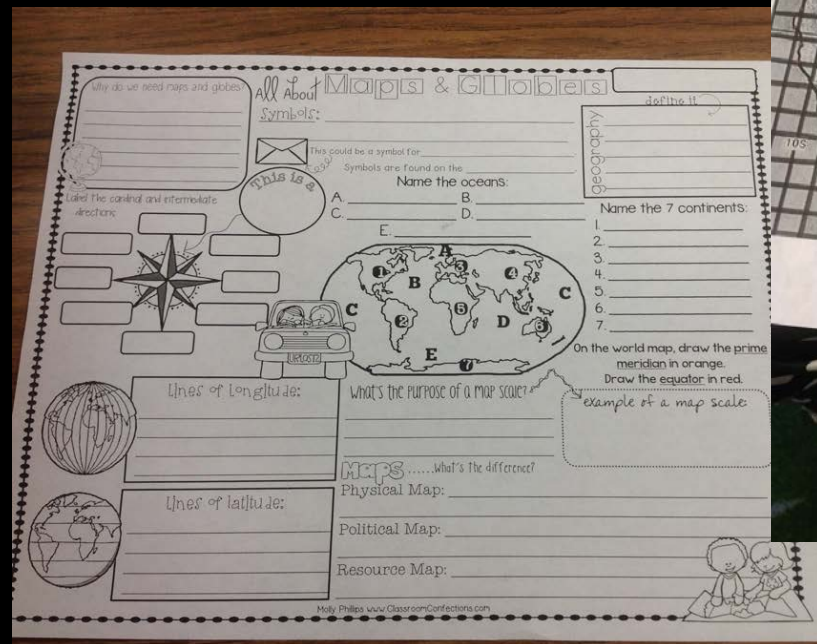 Why do we need maps and globes?
All About Maps & Globes
Symbols:
define it
geography
This could be a symbol for
Symbols are found on the
This is a
Name the oceans:
A. B.
C. D.
E.
Label the cardinal and intermediate
directions
Name the 7 continents:
1.
2.
3.
4.
5.
6.
7.
A
1 3 4
B
C C
2 5 D 6
E
7
On the world map, draw the prime
meridian in orange.
Draw the equator in red.
Lines of Longitude:
What's the purpose of a map scale?
example of a map scale:
Maps ......What's the difference?
Physical Map:
Lines of latitude:
Political Map:
Resource Map:
Molly Phillips www.ClassroomConfections.com
10S